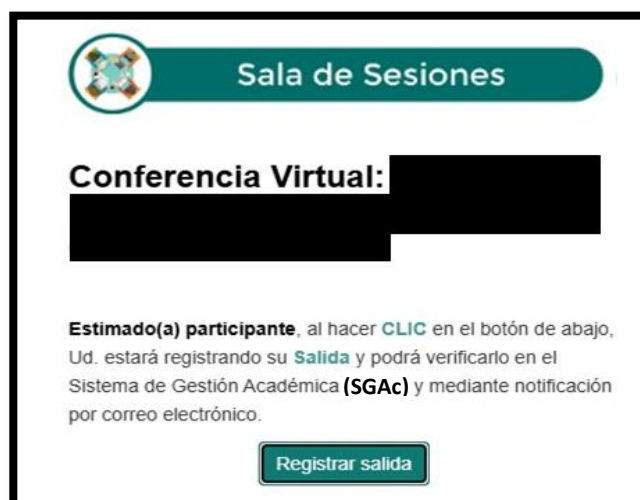 Sala de Sesiones
Conferencia Virtual:
Estimado(a) participante, al hacer CLIC en el botón de abajo,
Ud. estará registrando su Salida y podrá verificarlo en el
Sistema de Gestión Académica (SGAc) y mediante notificación
por correo electrónico.
Registrar salida